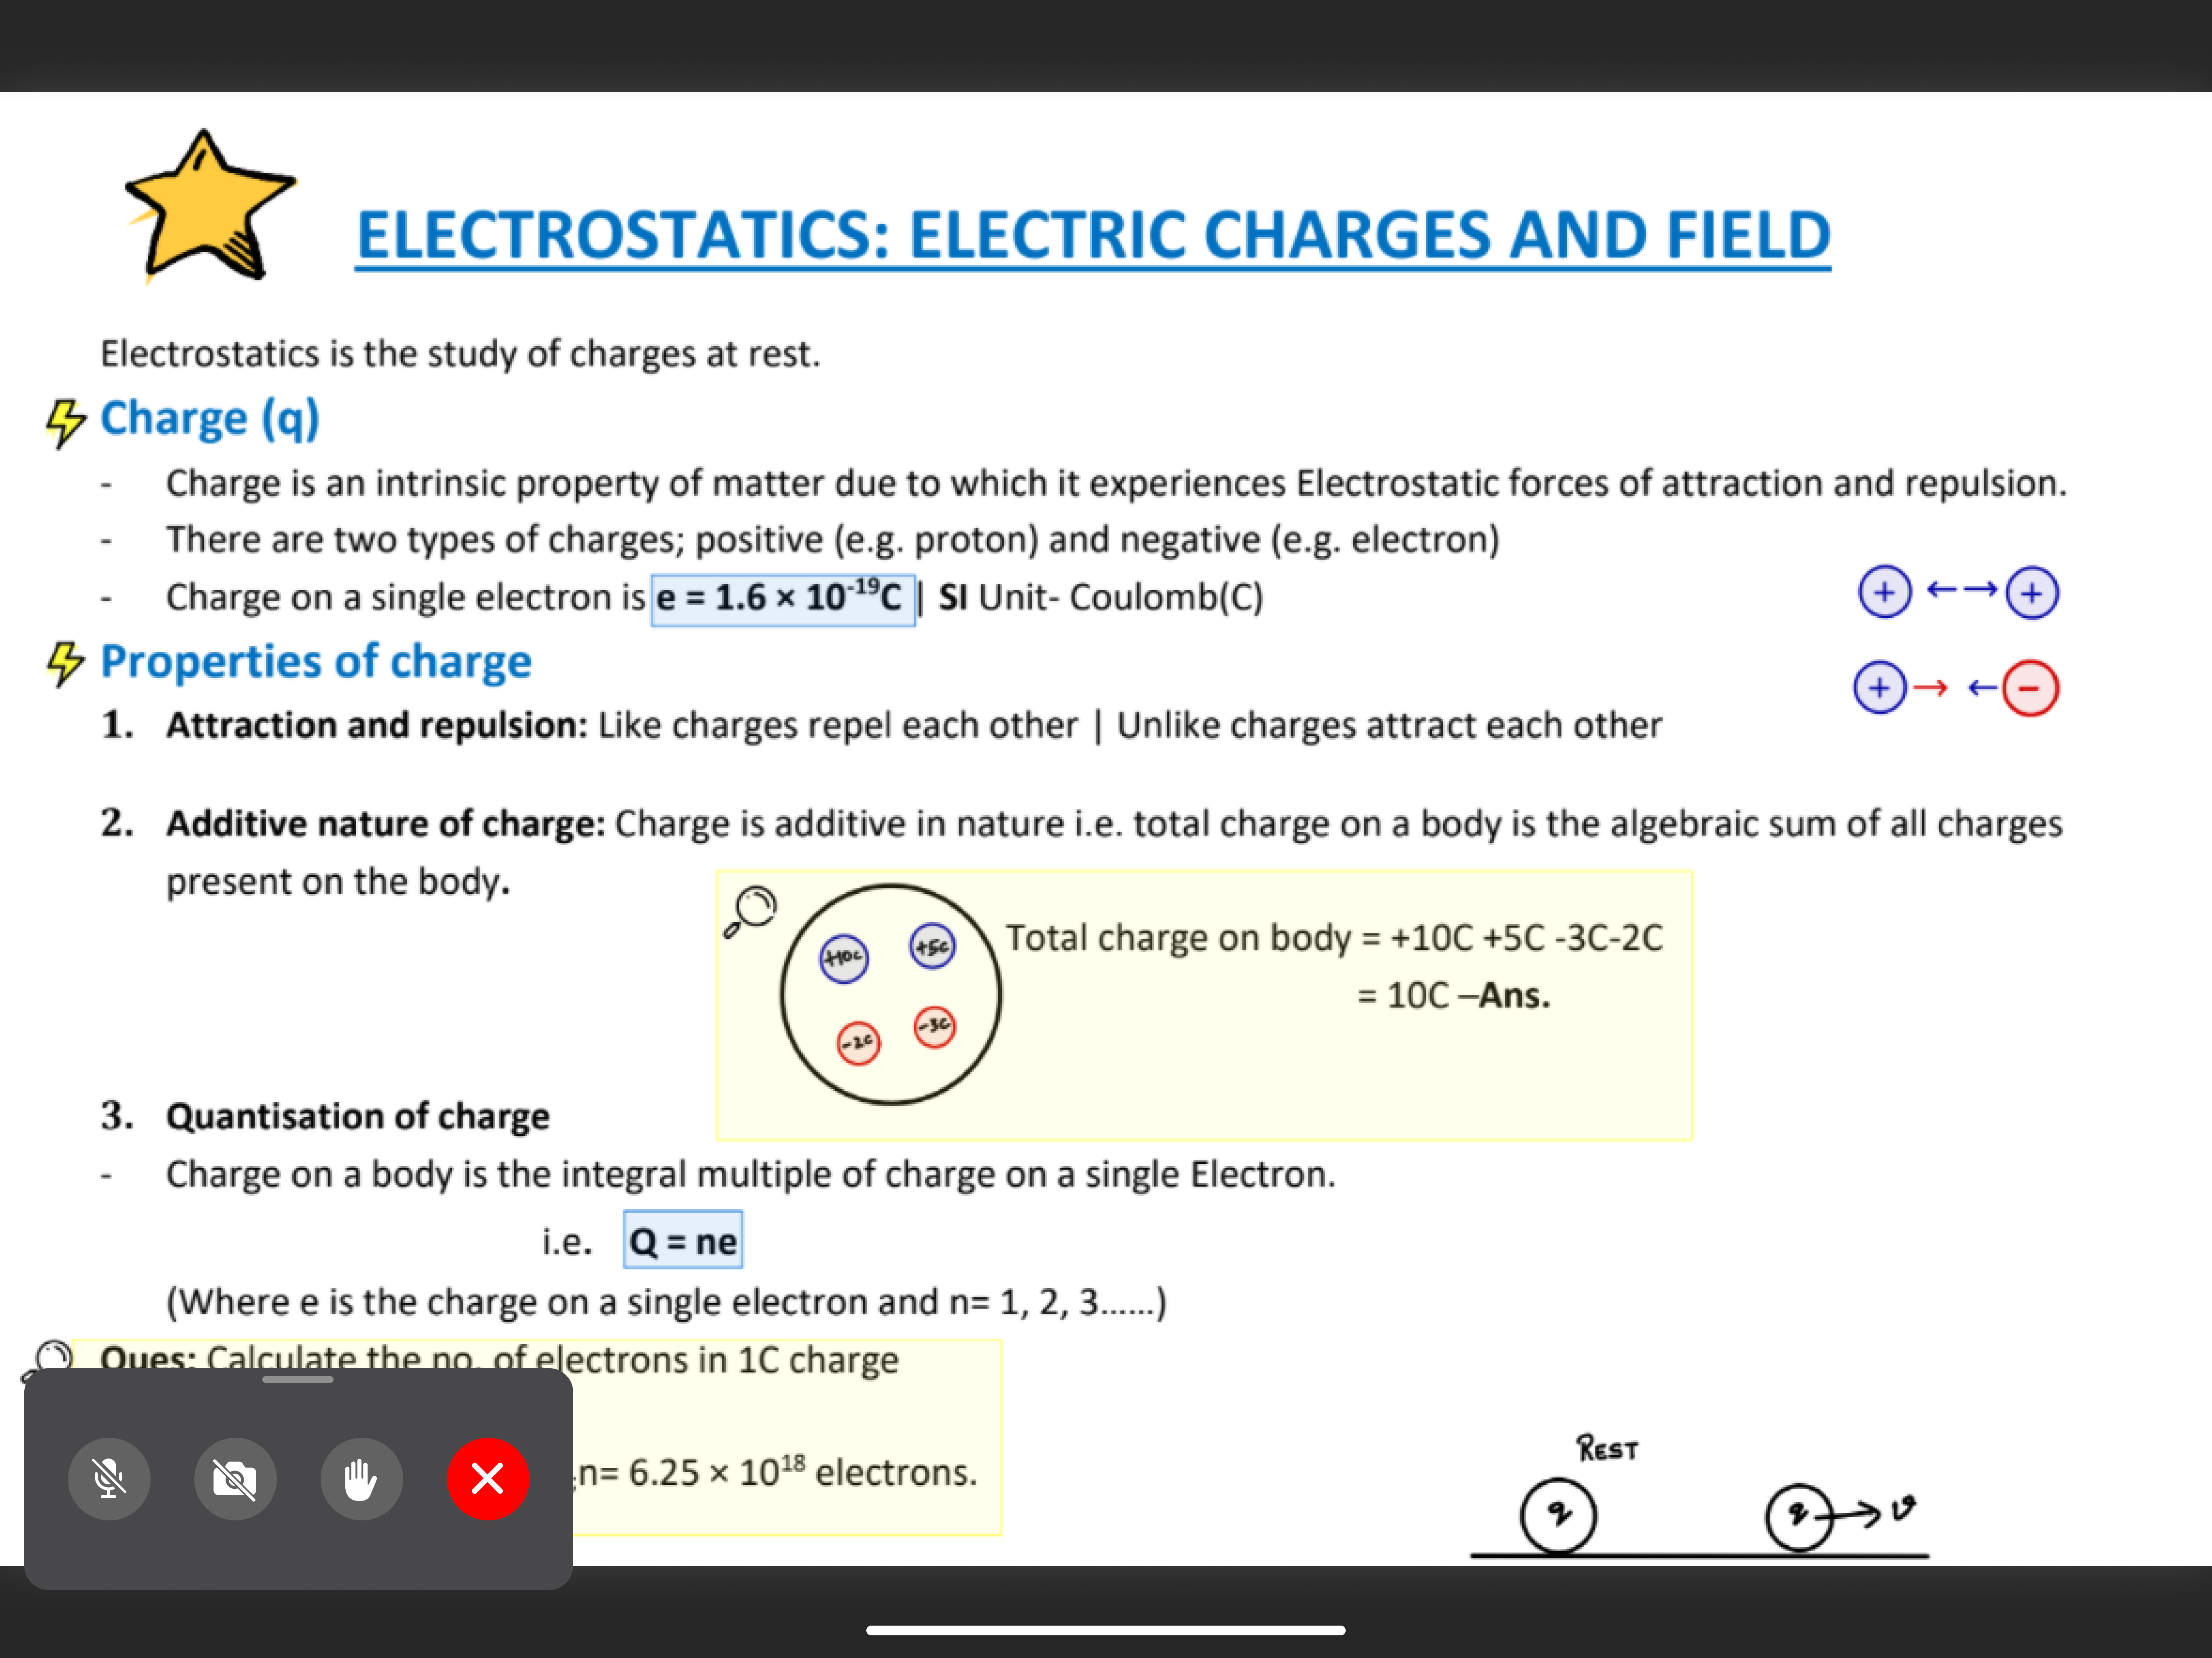 ELECTROSTATICS: ELECTRIC CHARGES AND FIELD
Electrostatics is the study of charges at rest.
Charge (q)
- Charge is an intrinsic property of matter due to which it experiences Electrostatic forces of attraction and repulsion.
- There are two types of charges; positive (e.g. proton) and negative (e.g. electron)
- Charge on a single electron is e = 1.6 × 10⁻¹⁹C | SI Unit- Coulomb(C)
+ ←→ +
Properties of charge
+ → ← −
1. Attraction and repulsion: Like charges repel each other | Unlike charges attract each other
2. Additive nature of charge: Charge is additive in nature i.e. total charge on a body is the algebraic sum of all charges
present on the body.
+10C +5C
-2C -3C
Total charge on body = +10C +5C -3C-2C
= 10C –Ans.
3. Quantisation of charge
- Charge on a body is the integral multiple of charge on a single Electron.
i.e. Q = ne
(Where e is the charge on a single electron and n= 1, 2, 3......)
Ques: Calculate the no. of electrons in 1C charge
n= 6.25 × 10¹⁸ electrons.
REST
q q → v